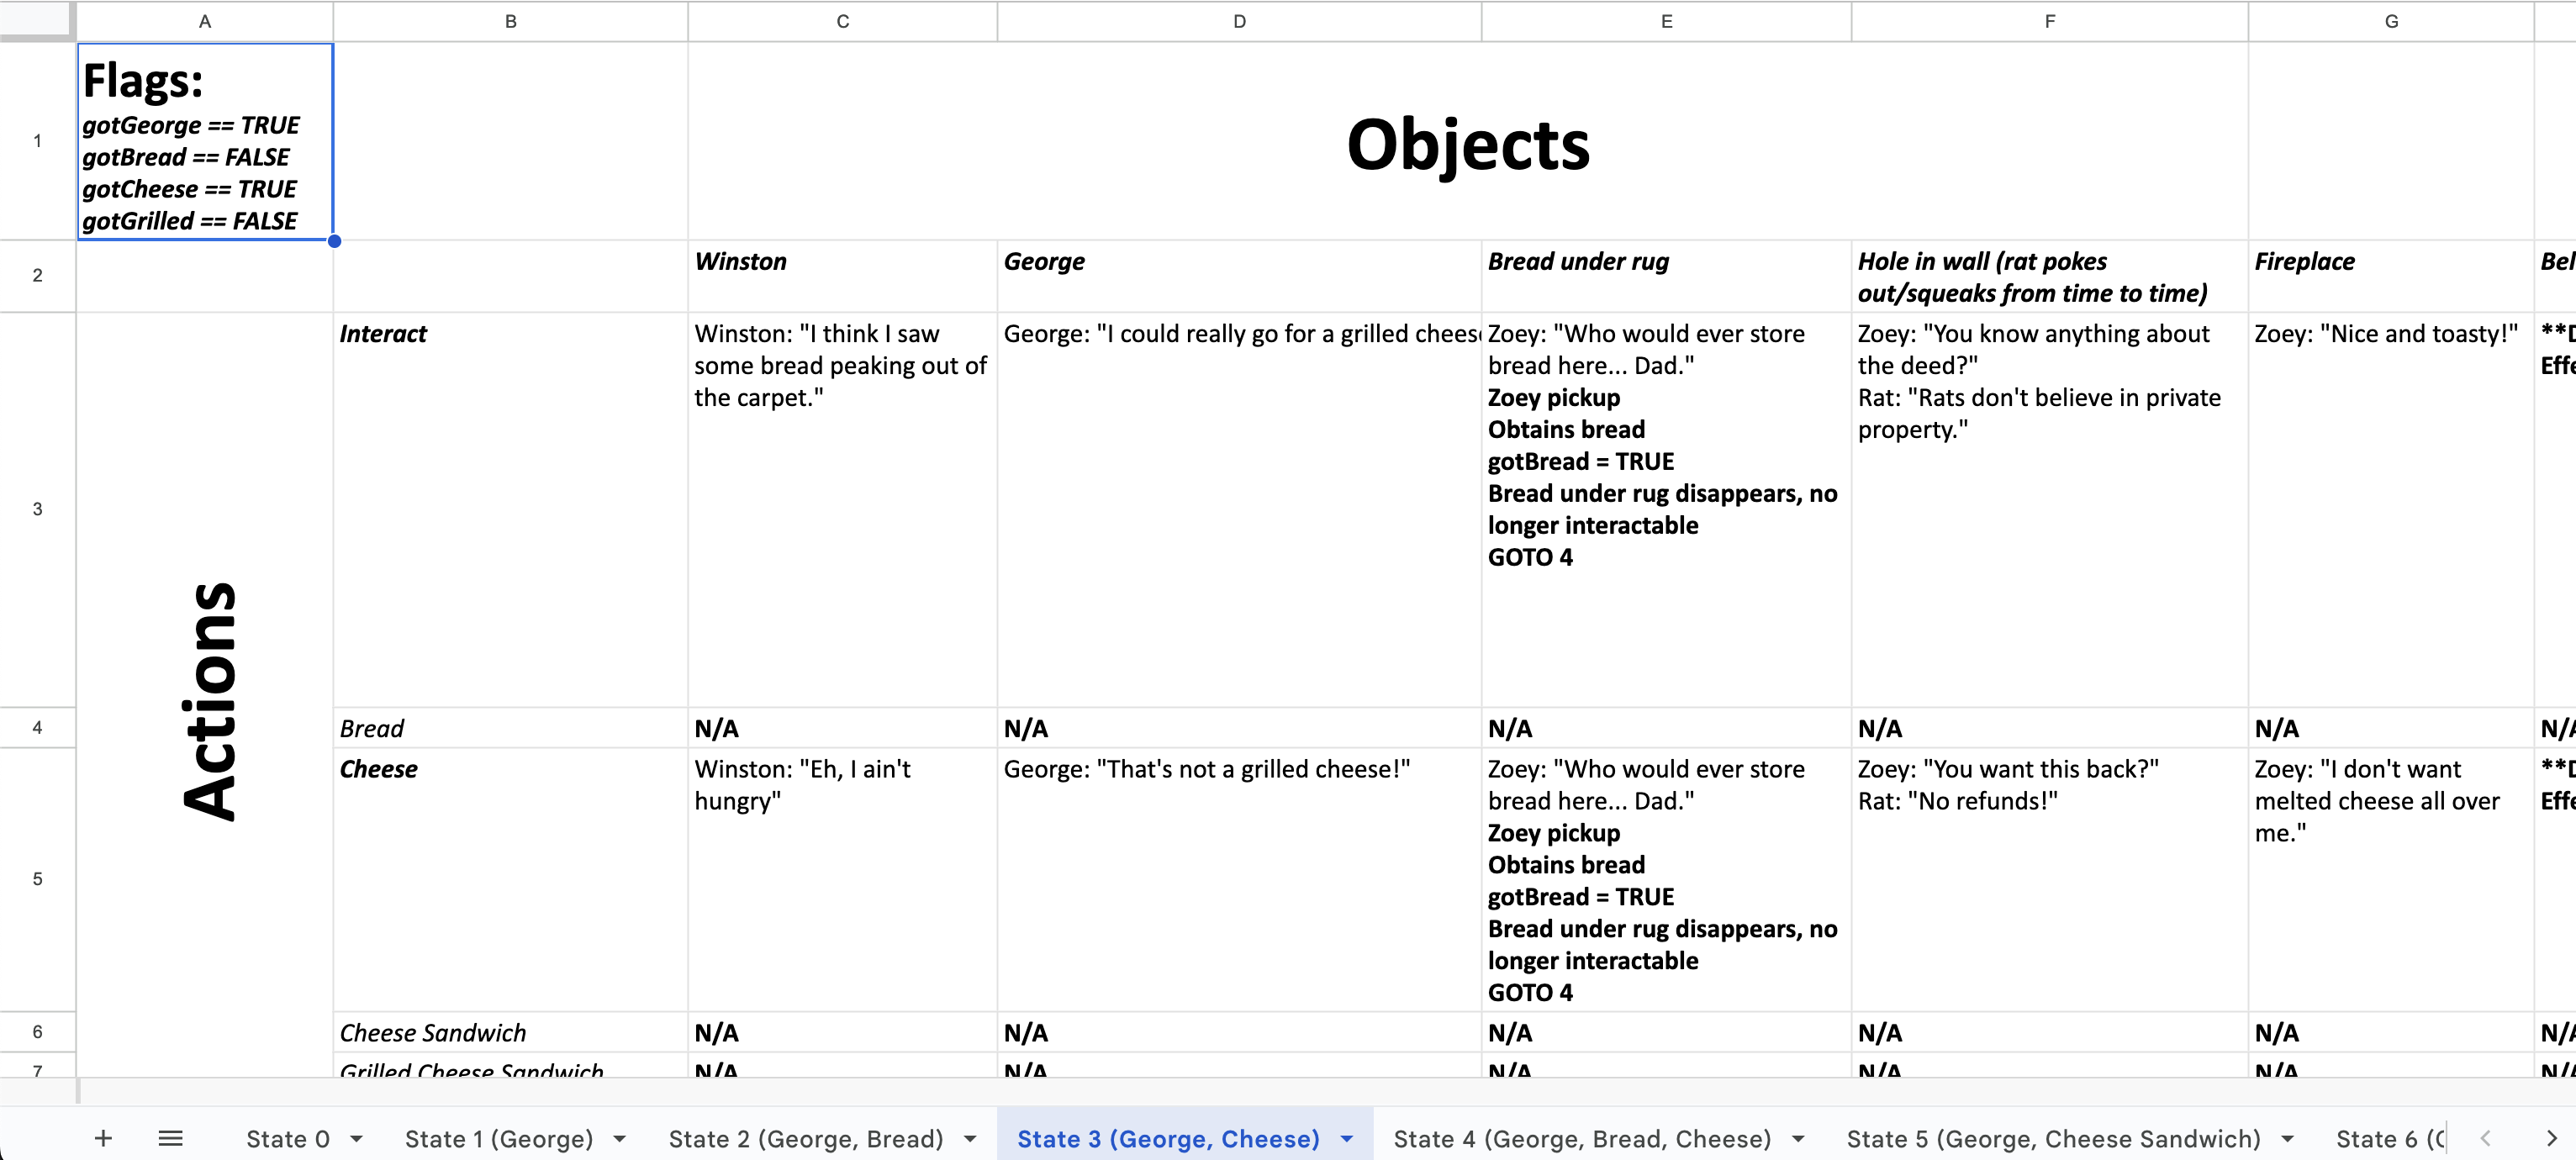 A B C D E F G
1 Flags:
gotGeorge == TRUE
gotBread == FALSE
gotCheese == TRUE
gotGrilled == FALSE
Objects
2 Winston George Bread under rug Hole in wall (rat pokes
out/squeaks from time to time) Fireplace
3
Actions
Interact
Winston: "I think I saw
some bread peaking out of
the carpet."
George: "I could really go for a grilled
Zoey: "Who would ever store
bread here... Dad."
Zoey pickup
Obtains bread
gotBread = TRUE
Bread under rug disappears, no
longer interactable
GOTO 4
Zoey: "You know anything about
the deed?"
Rat: "Rats don't believe in private
property."
Zoey: "Nice and toasty!"
4 Bread N/A N/A N/A N/A N/A
5 Cheese
Winston: "Eh, I ain't
hungry"
George: "That's not a grilled cheese!"
Zoey: "Who would ever store
bread here... Dad."
Zoey pickup
Obtains bread
gotBread = TRUE
Bread under rug disappears, no
longer interactable
GOTO 4
Zoey: "You want this back?"
Rat: "No refunds!"
Zoey: "I don't want
melted cheese all over
me."
6 Cheese Sandwich N/A N/A N/A N/A N/A
7 Grilled Cheese Sandwich N/A N/A N/A N/A N/A
State 0 State 1 (George) State 2 (George, Bread) State 3 (George, Cheese) State 4 (George, Bread, Cheese) State 5 (George, Cheese Sandwich) State 6